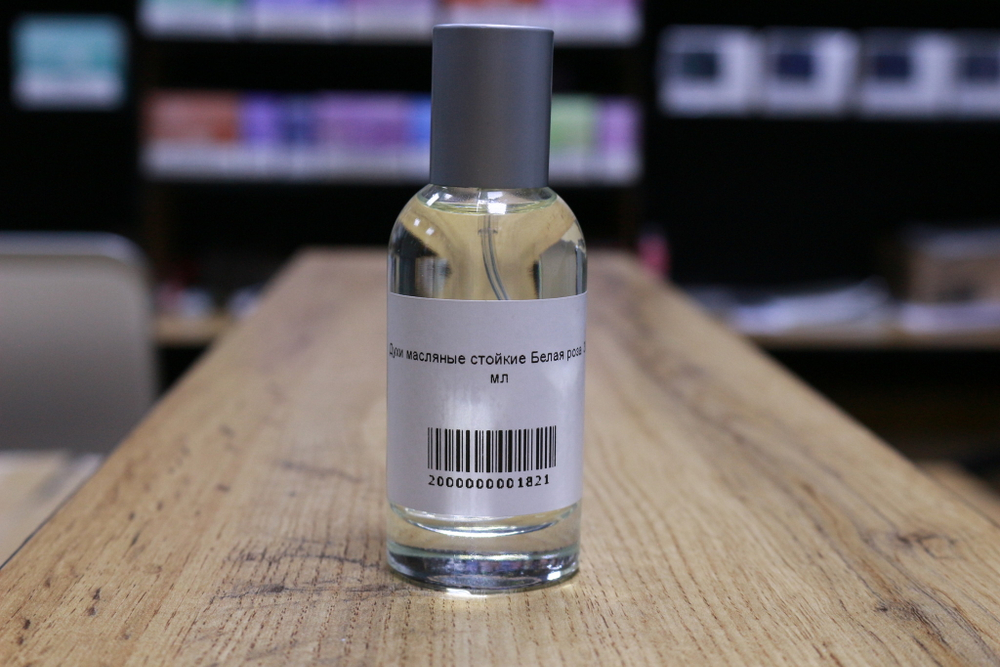 Духи масляные стойкие Белая роза
мл
2000000001821